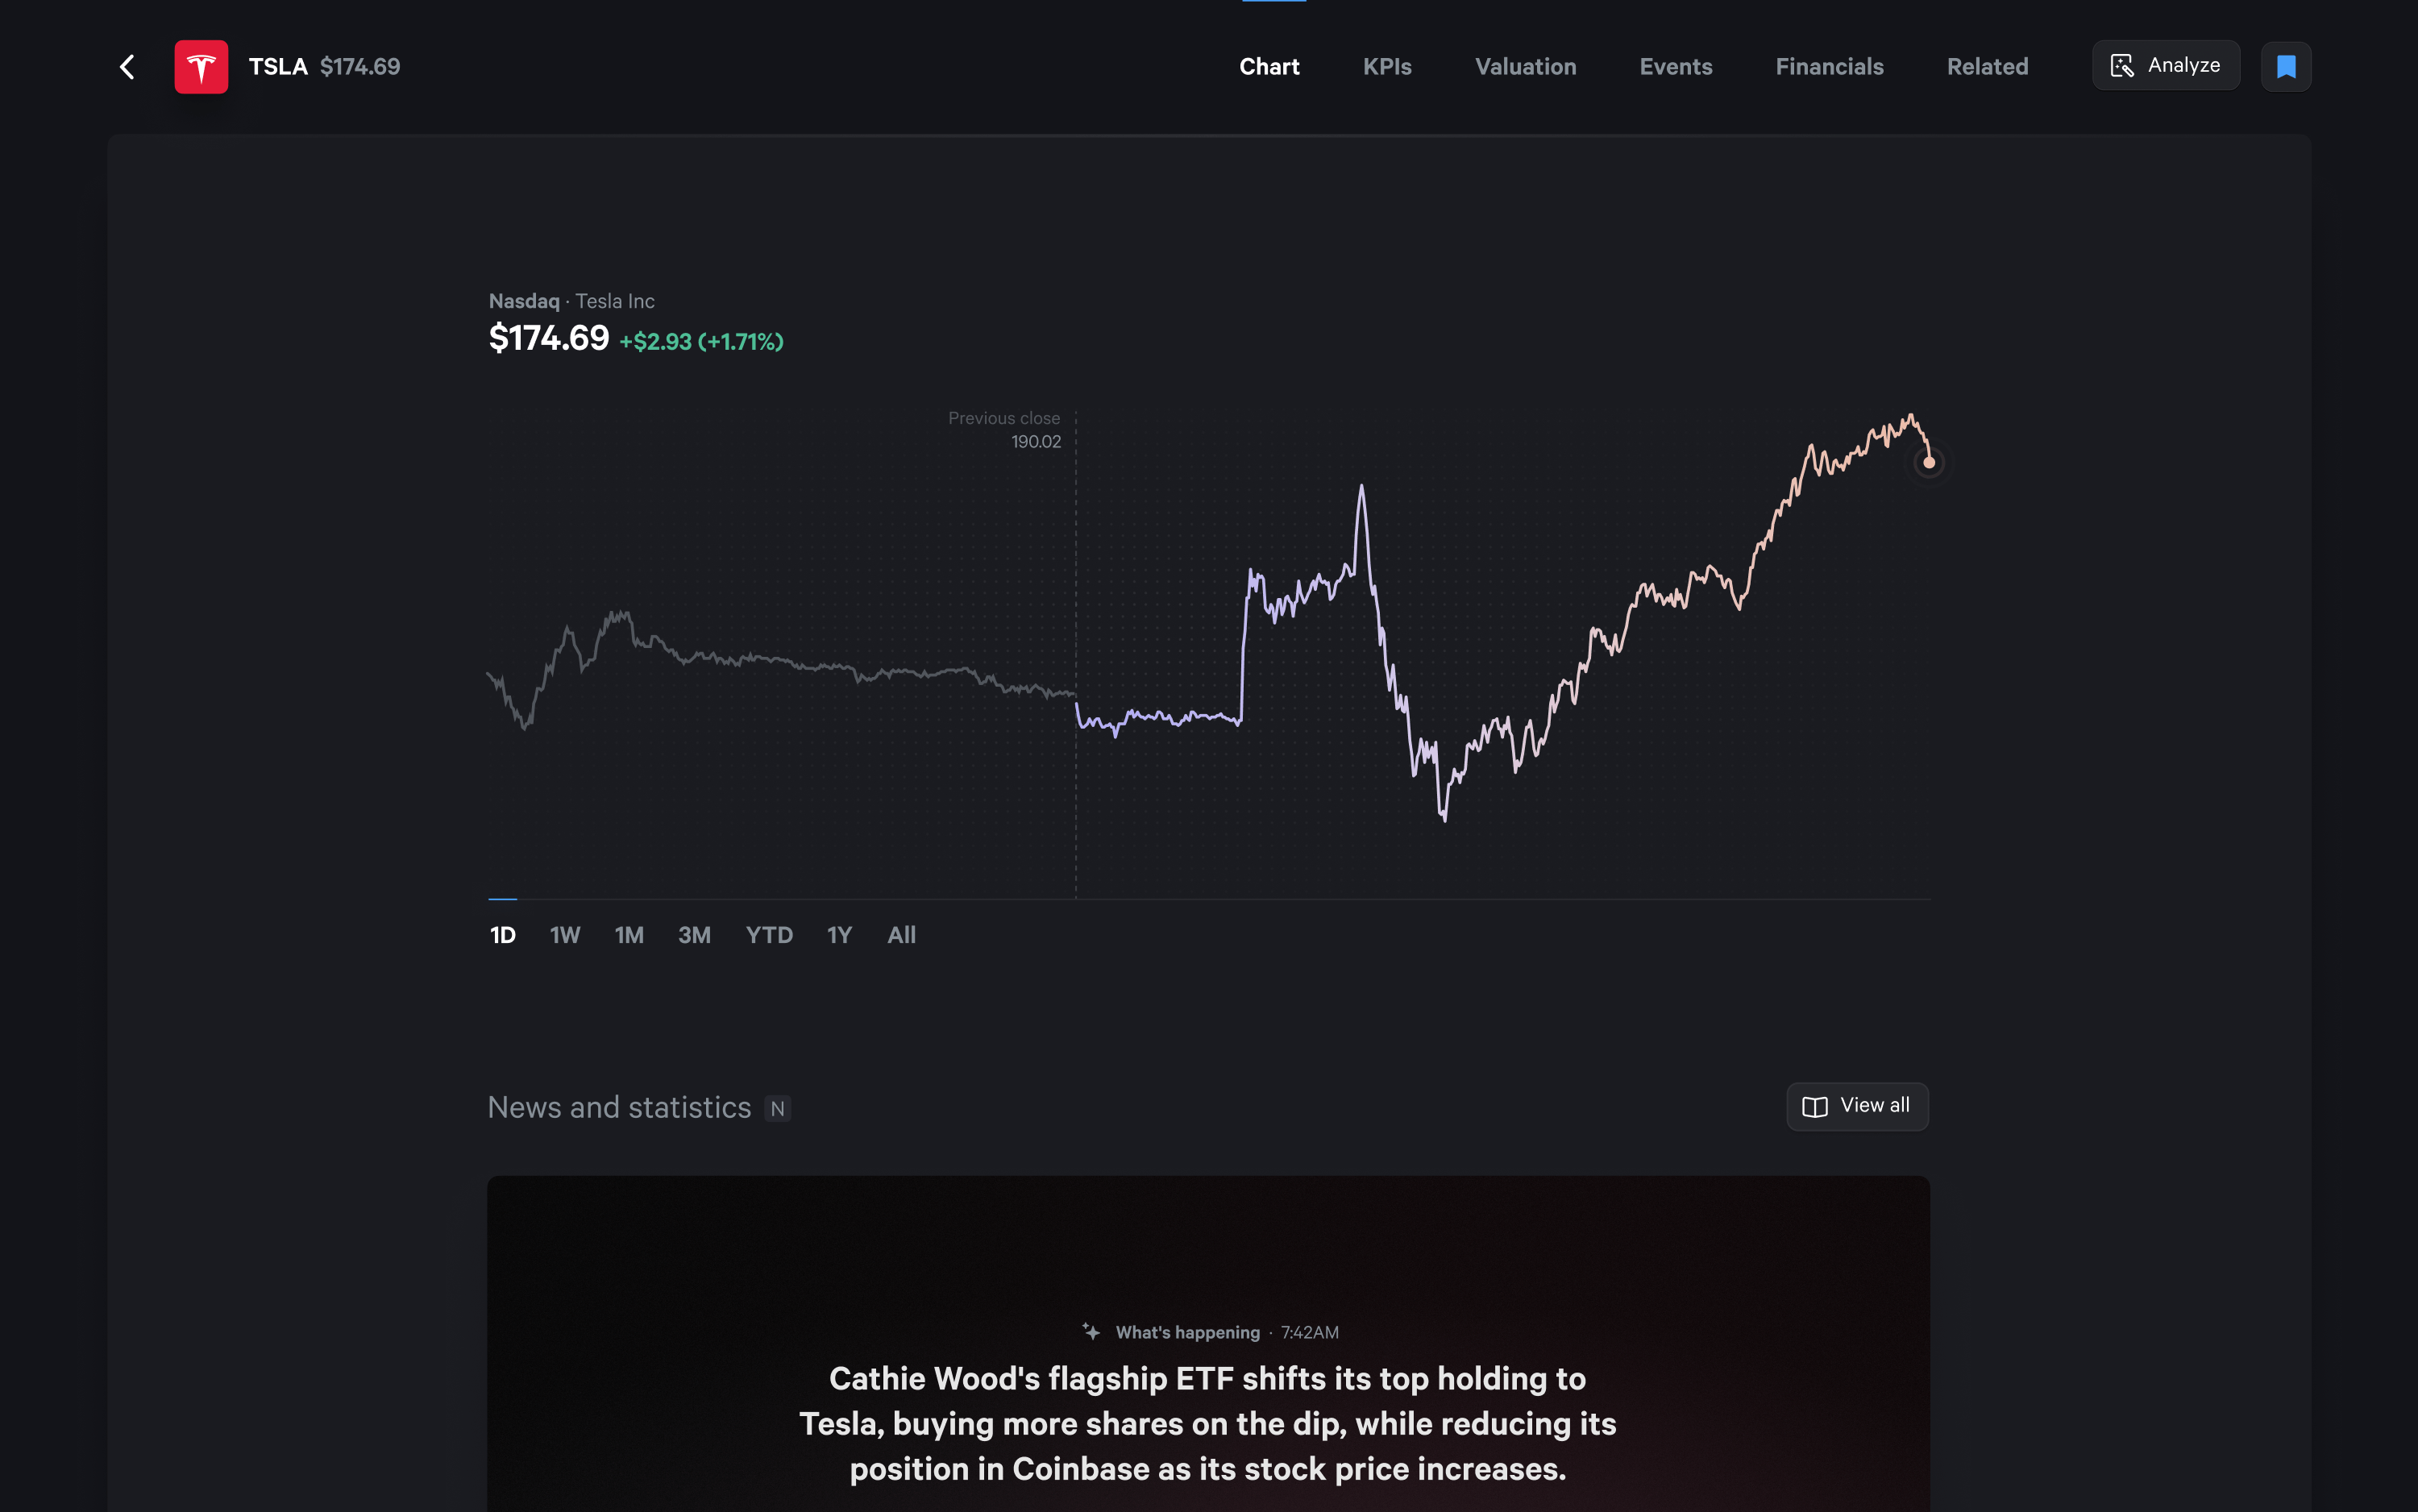 TSLA $174.69
Chart KPIs Valuation Events Financials Related Analyze
Nasdaq · Tesla Inc
$174.69 +$2.93 (+1.71%)
Previous close
190.02
1D 1W 1M 3M YTD 1Y All
News and statistics N
View all
What's happening · 7:42AM
Cathie Wood's flagship ETF shifts its top holding to
Tesla, buying more shares on the dip, while reducing its
position in Coinbase as its stock price increases.